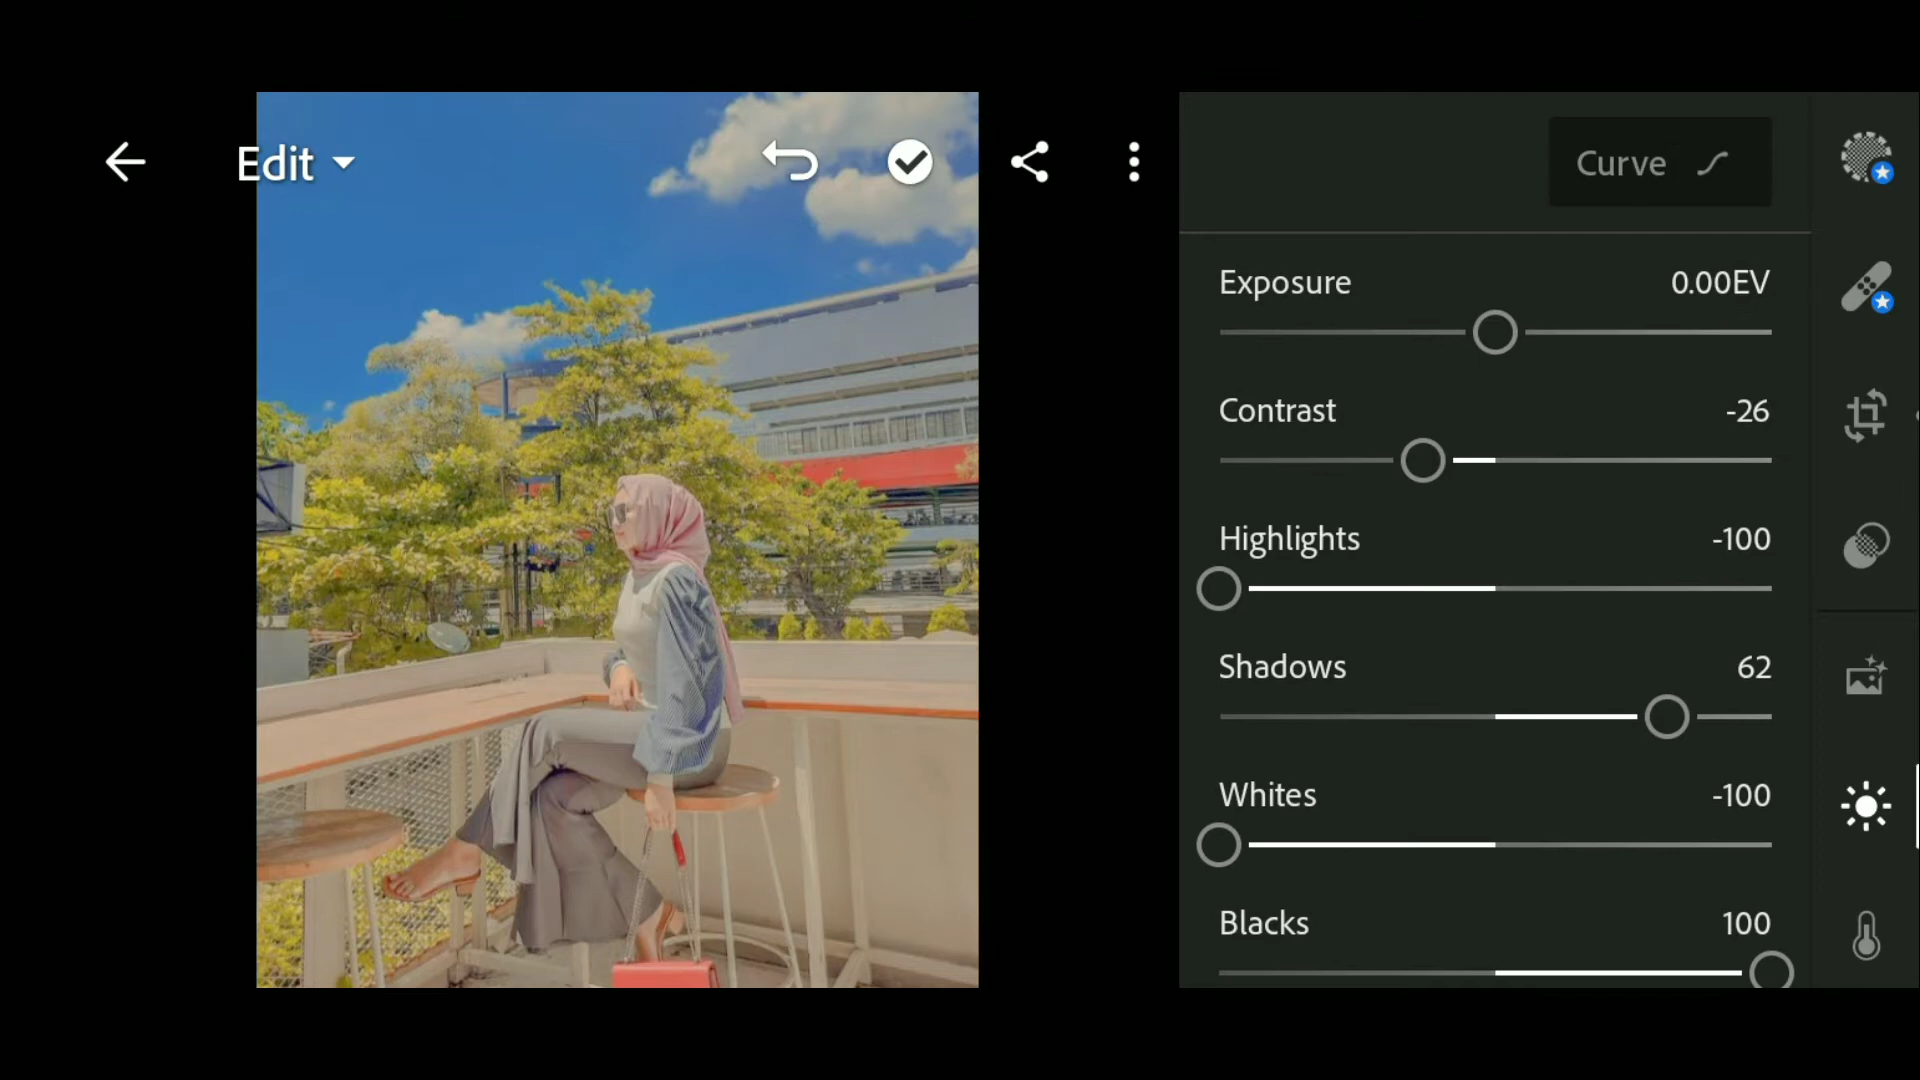 Edit
Curve
Exposure 0.00EV
Contrast -26
Highlights -100
Shadows 62
Whites -100
Blacks 100